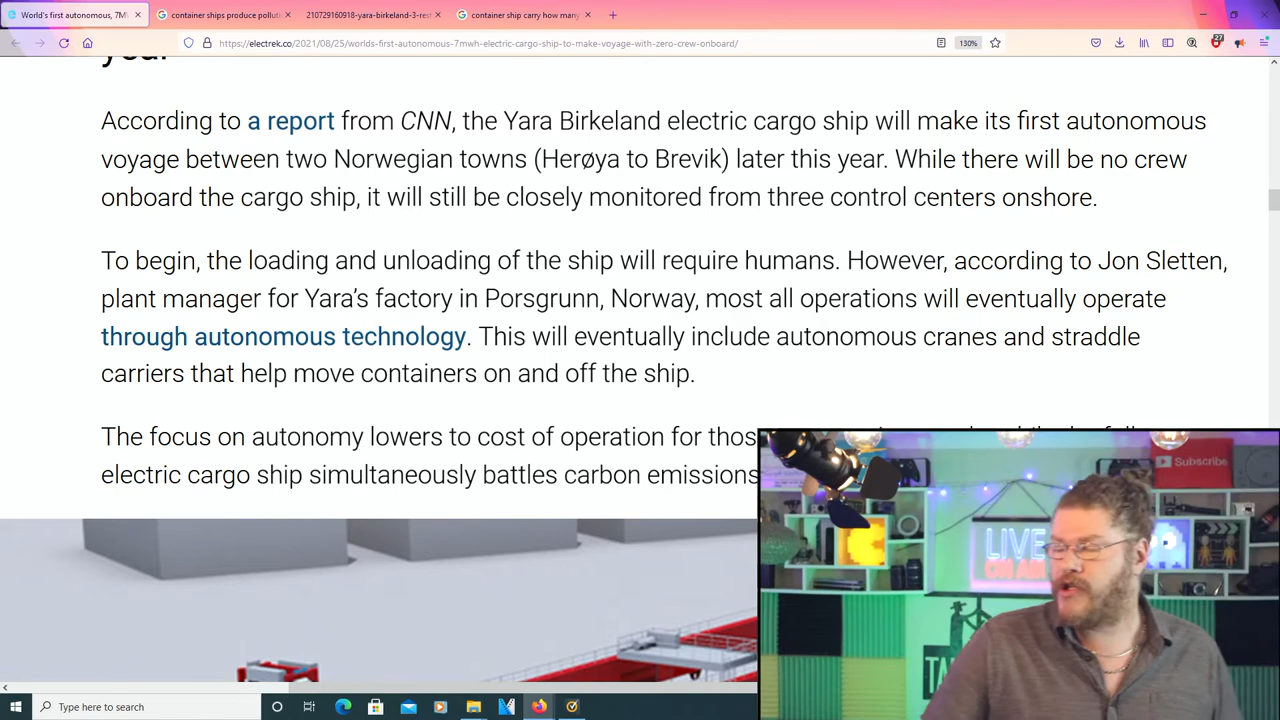 World's first autonomous, 7M
container ships produce polluti
210729160918-yara-birkeland-3-rest
container ship carry how many
https://electrek.co/2021/08/25/worlds-first-autonomous-7mwh-electric-cargo-ship-to-make-voyage-with-zero-crew-onboard/
130%
27
year
According to a report from CNN, the Yara Birkeland electric cargo ship will make its first autonomous
voyage between two Norwegian towns (Herøya to Brevik) later this year. While there will be no crew
onboard the cargo ship, it will still be closely monitored from three control centers onshore.
To begin, the loading and unloading of the ship will require humans. However, according to Jon Sletten,
plant manager for Yara's factory in Porsgrunn, Norway, most all operations will eventually operate
through autonomous technology. This will eventually include autonomous cranes and straddle
carriers that help move containers on and off the ship.
The focus on autonomy lowers to cost of operation for thos
electric cargo ship simultaneously battles carbon emissions
Subscribe
LIVE
ON AIR
TA
Type here to search